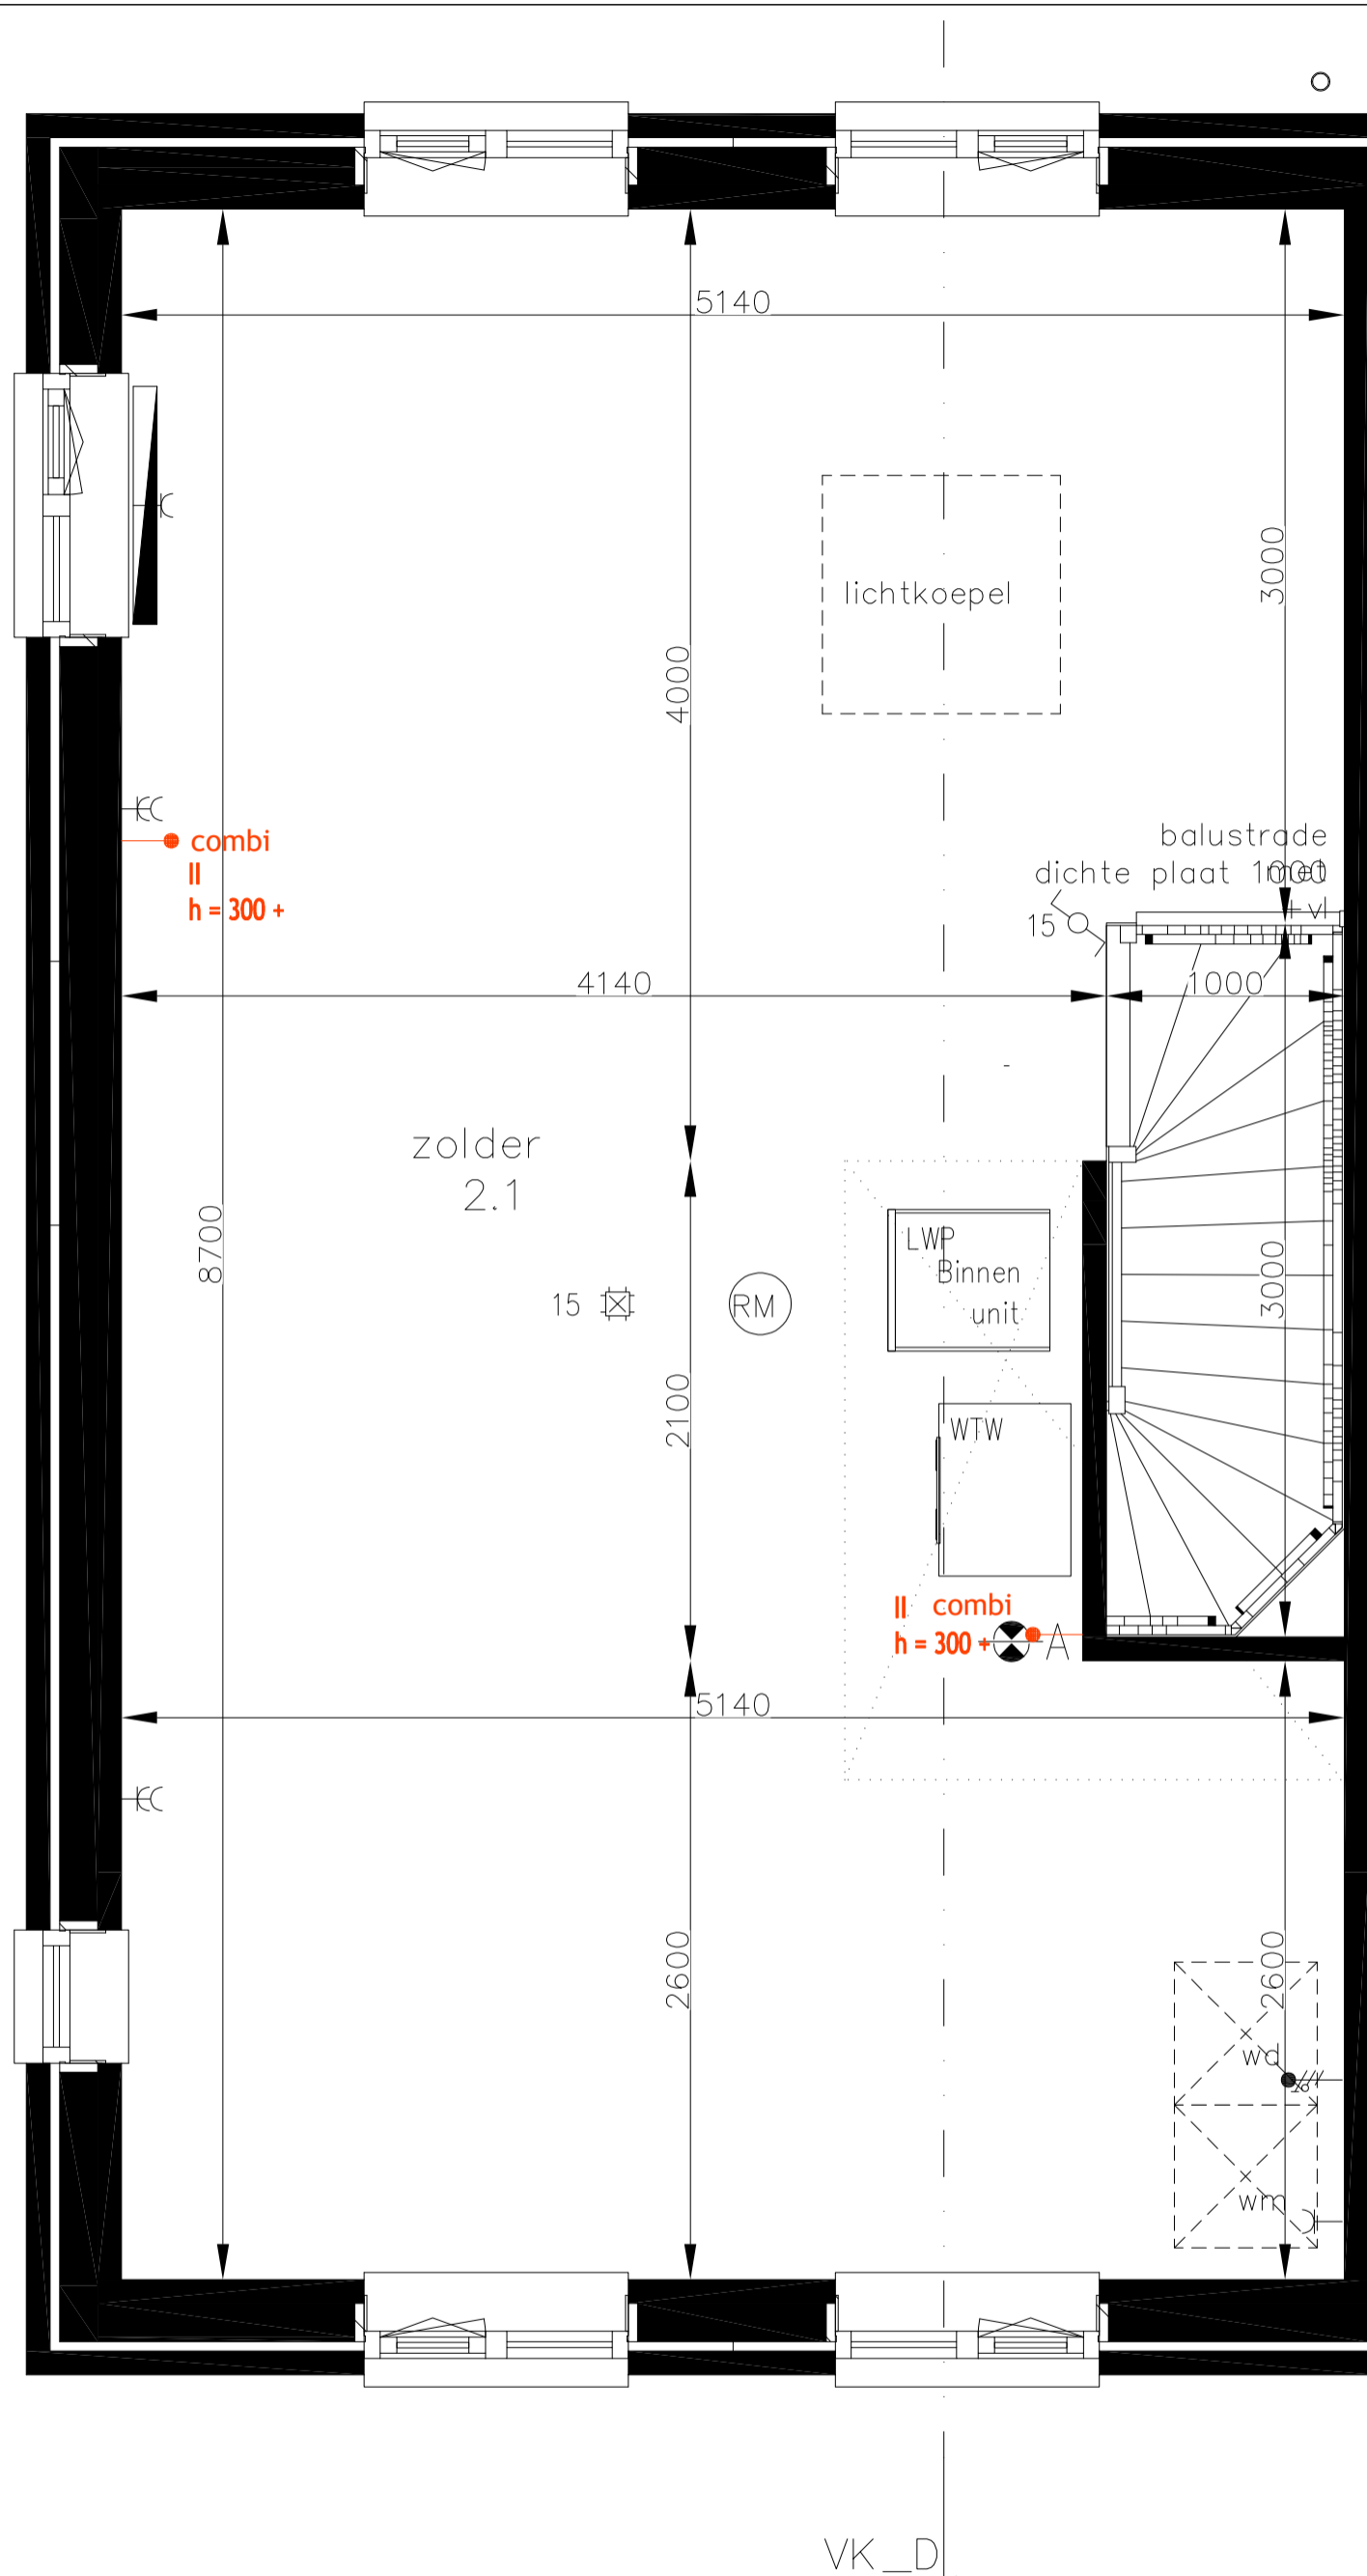 5140
3000
lichtkoepel
4000
combi
II
h = 300 +
balustrade
dichte plaat 1000
met
+ vl
15
4140
1000
zolder
2.1
8700
LWP
Binnen
unit
3000
15
RM
2100
WTW
II combi
h = 300 +
A
5140
2600
2600
wd
wm
VK_D